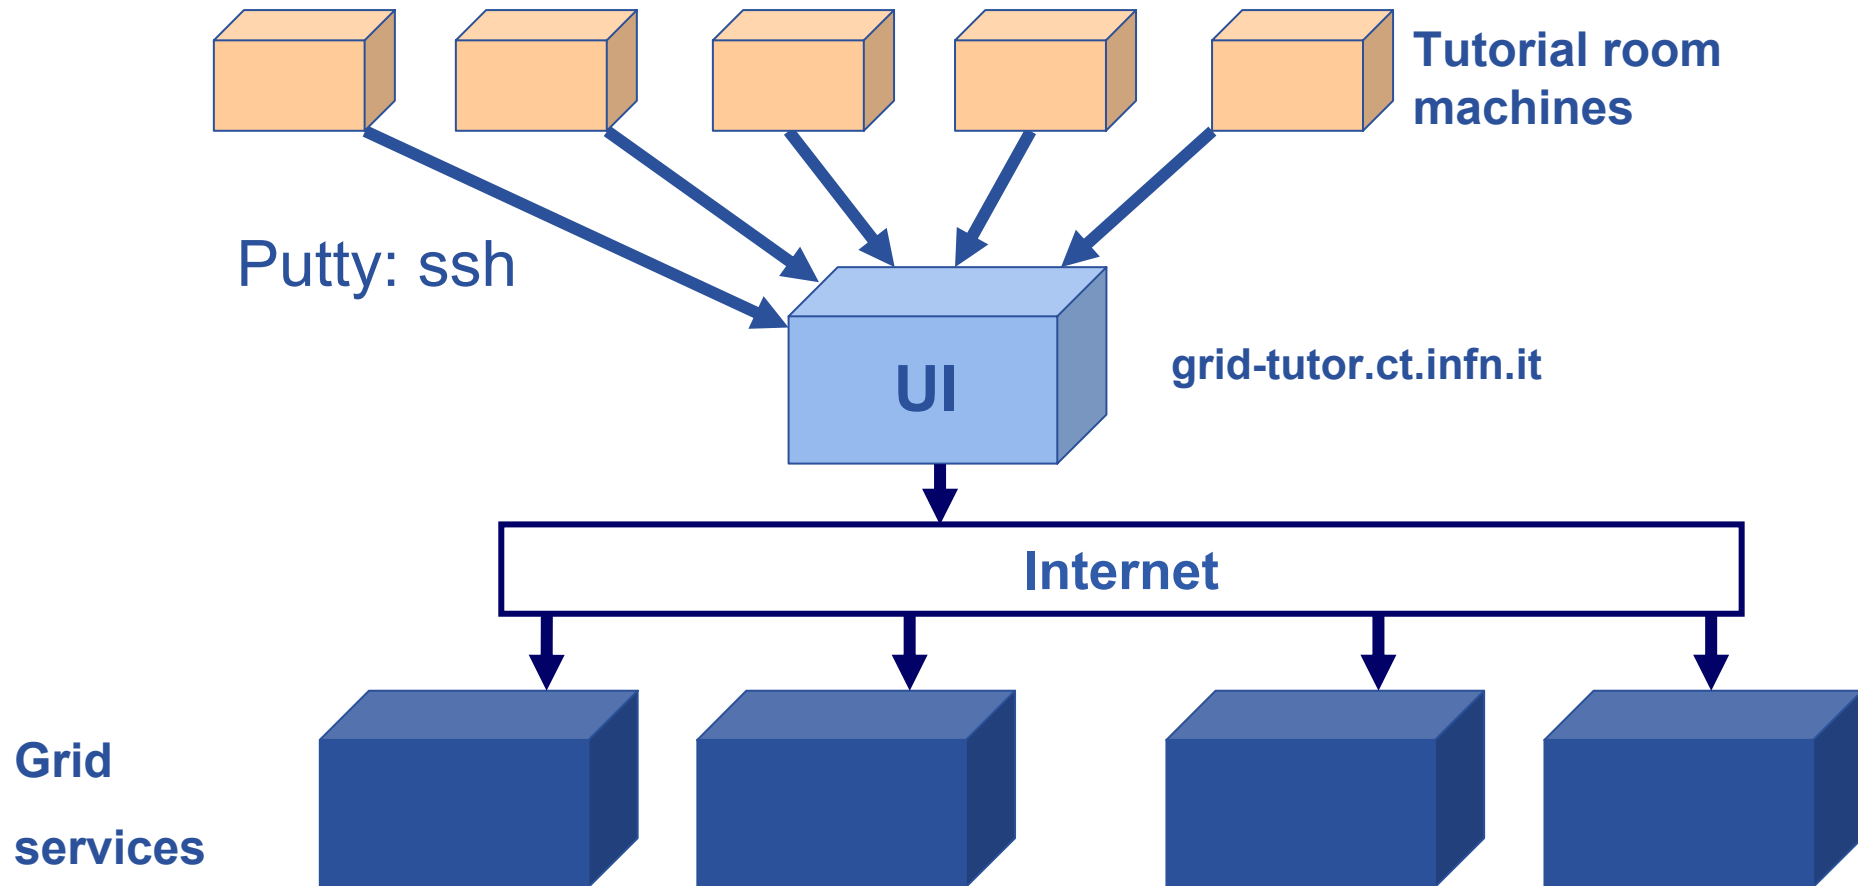 Tutorial room
machines
Putty: ssh
UI
grid-tutor.ct.infn.it
Internet
Grid
services